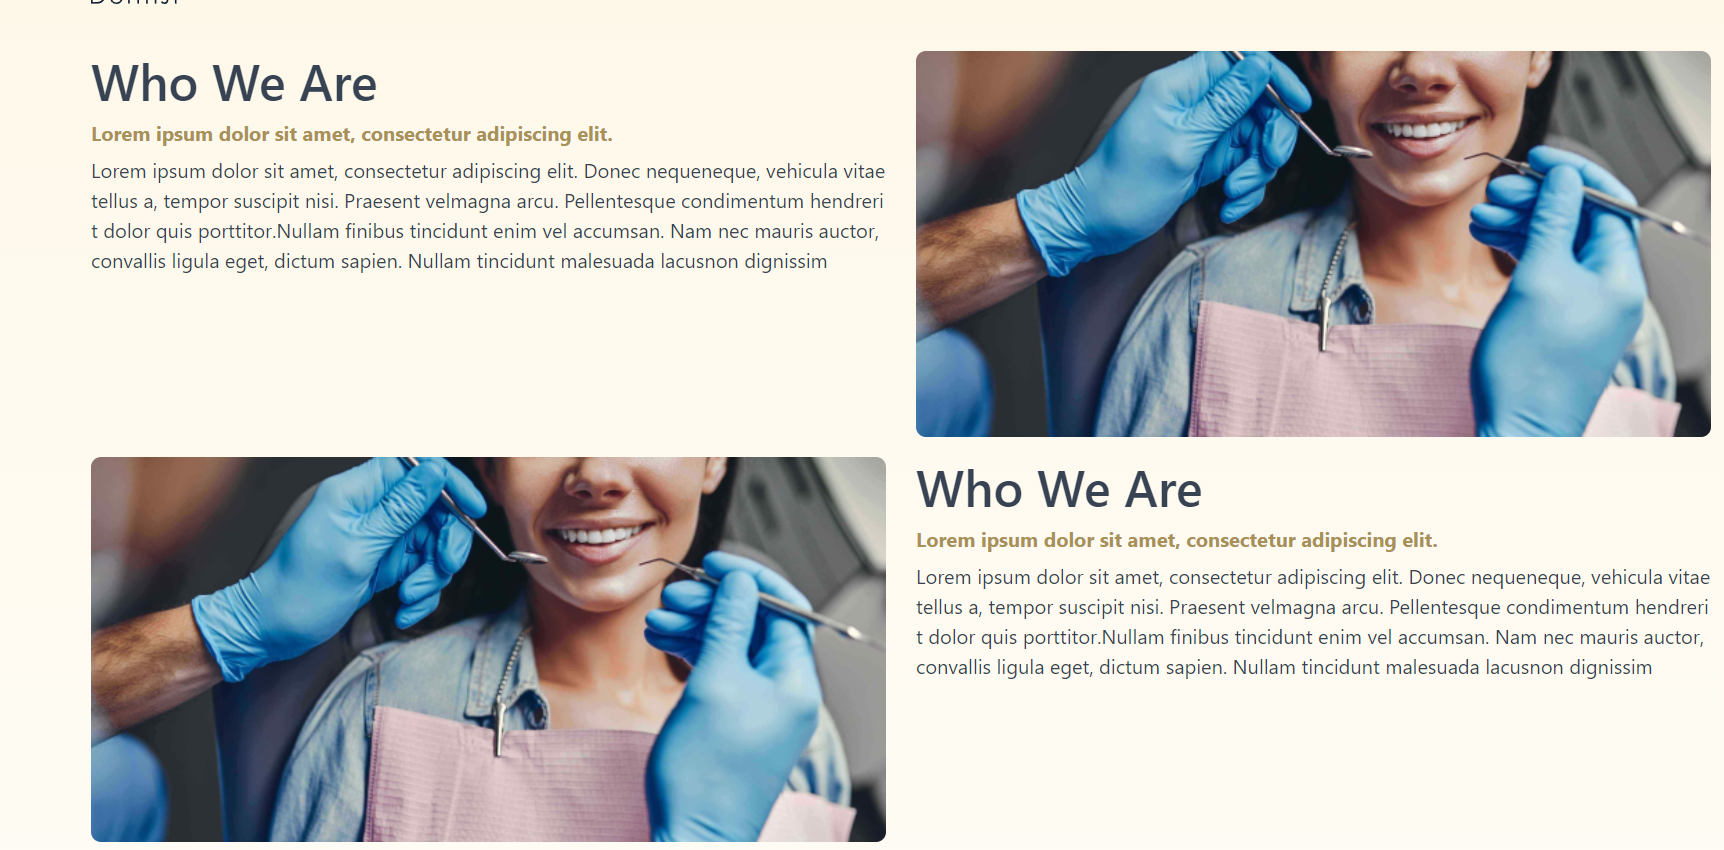 Who We Are
Lorem ipsum dolor sit amet, consectetur adipiscing elit.
Lorem ipsum dolor sit amet, consectetur adipiscing elit. Donec nequeneque, vehicula vitae
tellus a, tempor suscipit nisi. Praesent velmagna arcu. Pellentesque condimentum hendreri
t dolor quis porttitor.Nullam finibus tincidunt enim vel accumsan. Nam nec mauris auctor,
convallis ligula eget, dictum sapien. Nullam tincidunt malesuada lacusnon dignissim
Who We Are
Lorem ipsum dolor sit amet, consectetur adipiscing elit.
Lorem ipsum dolor sit amet, consectetur adipiscing elit. Donec nequeneque, vehicula vitae
tellus a, tempor suscipit nisi. Praesent velmagna arcu. Pellentesque condimentum hendreri
t dolor quis porttitor.Nullam finibus tincidunt enim vel accumsan. Nam nec mauris auctor,
convallis ligula eget, dictum sapien. Nullam tincidunt malesuada lacusnon dignissim